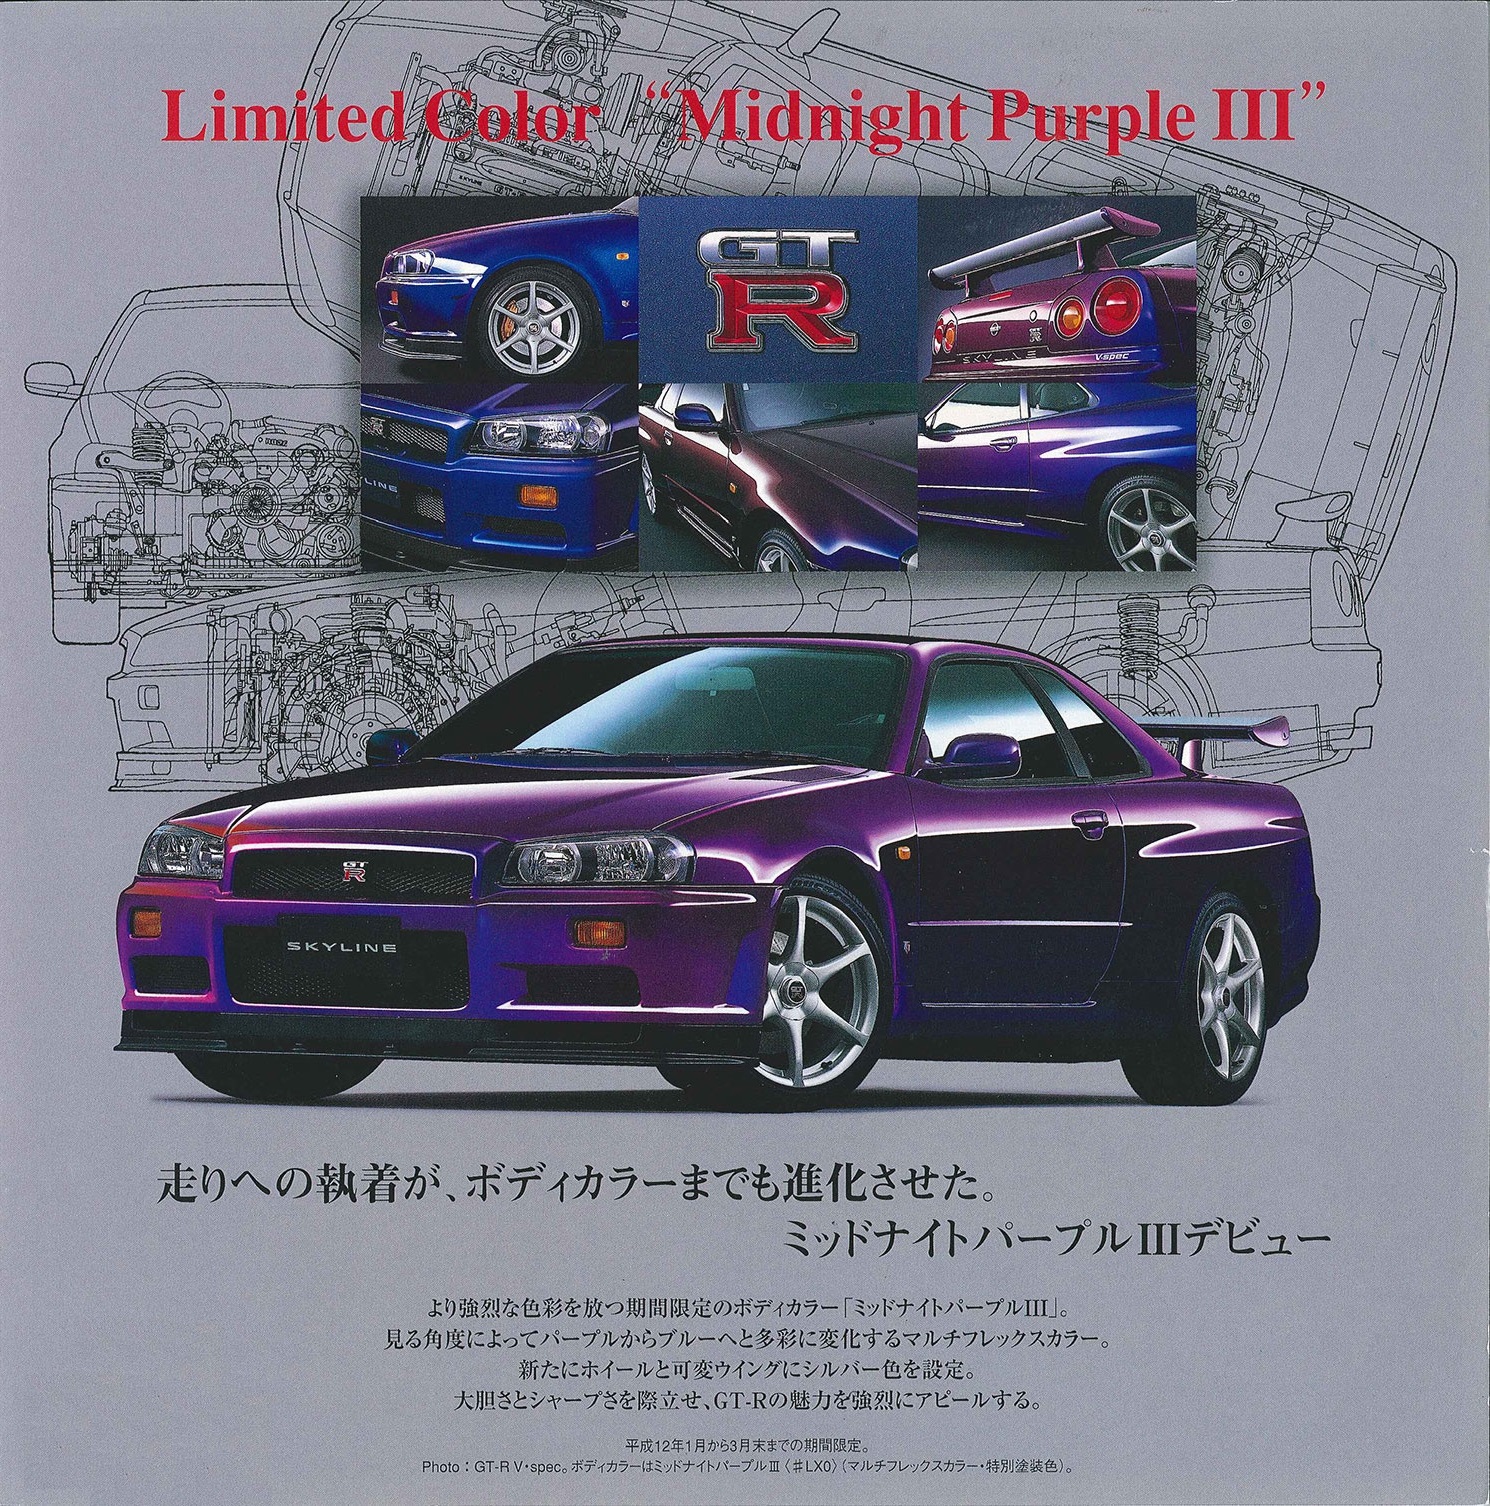 Limited Color “Midnight Purple III”
GT
R
SKYLINE
V·spec
LINE
GT
R
SKYLINE
走りへの執着が、ボディカラーまでも進化させた。
ミッドナイトパープルIIIデビュー
より強烈な色彩を放つ期間限定のボディカラー「ミッドナイトパープルIII」。
見る角度によってパープルからブルーへと多彩に変化するマルチフレックスカラー。
新たにホイールと可変ウイングにシルバー色を設定。
大胆さとシャープさを際立せ、GT-Rの魅力を強烈にアピールする。
平成12年1月から3月末までの期間限定。
Photo：GT-R V・spec。ボディカラーはミッドナイトパープルIII〈♯LX0〉（マルチフレックスカラー・特別塗装色）。